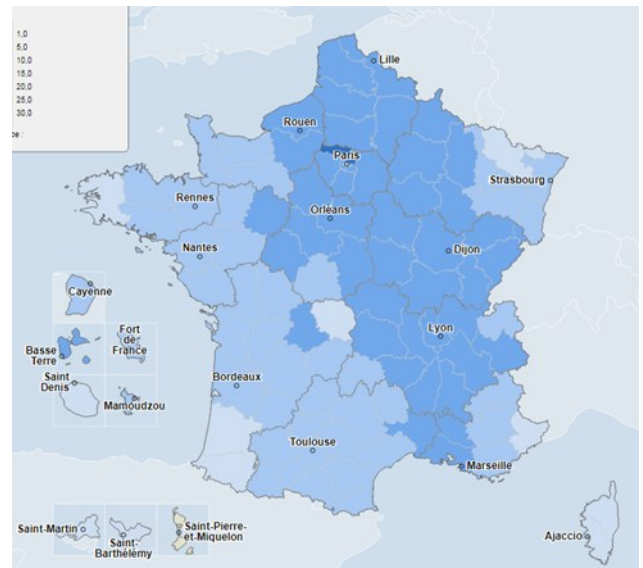 1,0
5,0
10,0
15,0
20,0
25,0
30,0
ce :
Lille
Rouen
Paris
Strasbourg
Rennes
Orléans
Nantes
Dijon
Cayenne
Fort
de
France
Basse
Terre
Lyon
Saint
Denis
Mamoudzou
Bordeaux
Toulouse
Marseille
Saint-Martin
Saint-
Barthélémy
Saint-Pierre-
et-Miquelon
Ajaccio